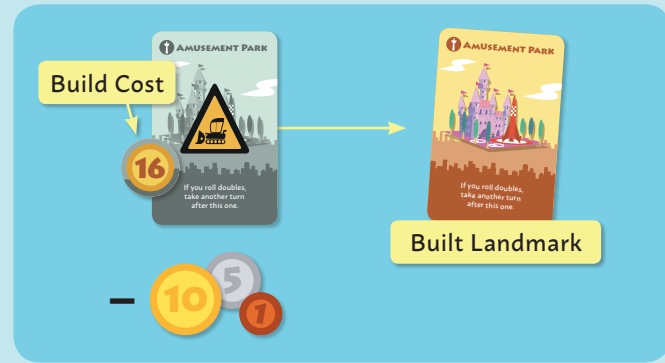 AMUSEMENT PARK
Build Cost
16
If you roll doubles,
take another turn
after this one.
AMUSEMENT PARK
If you roll doubles,
take another turn
after this one.
Built Landmark
– 10 5 1